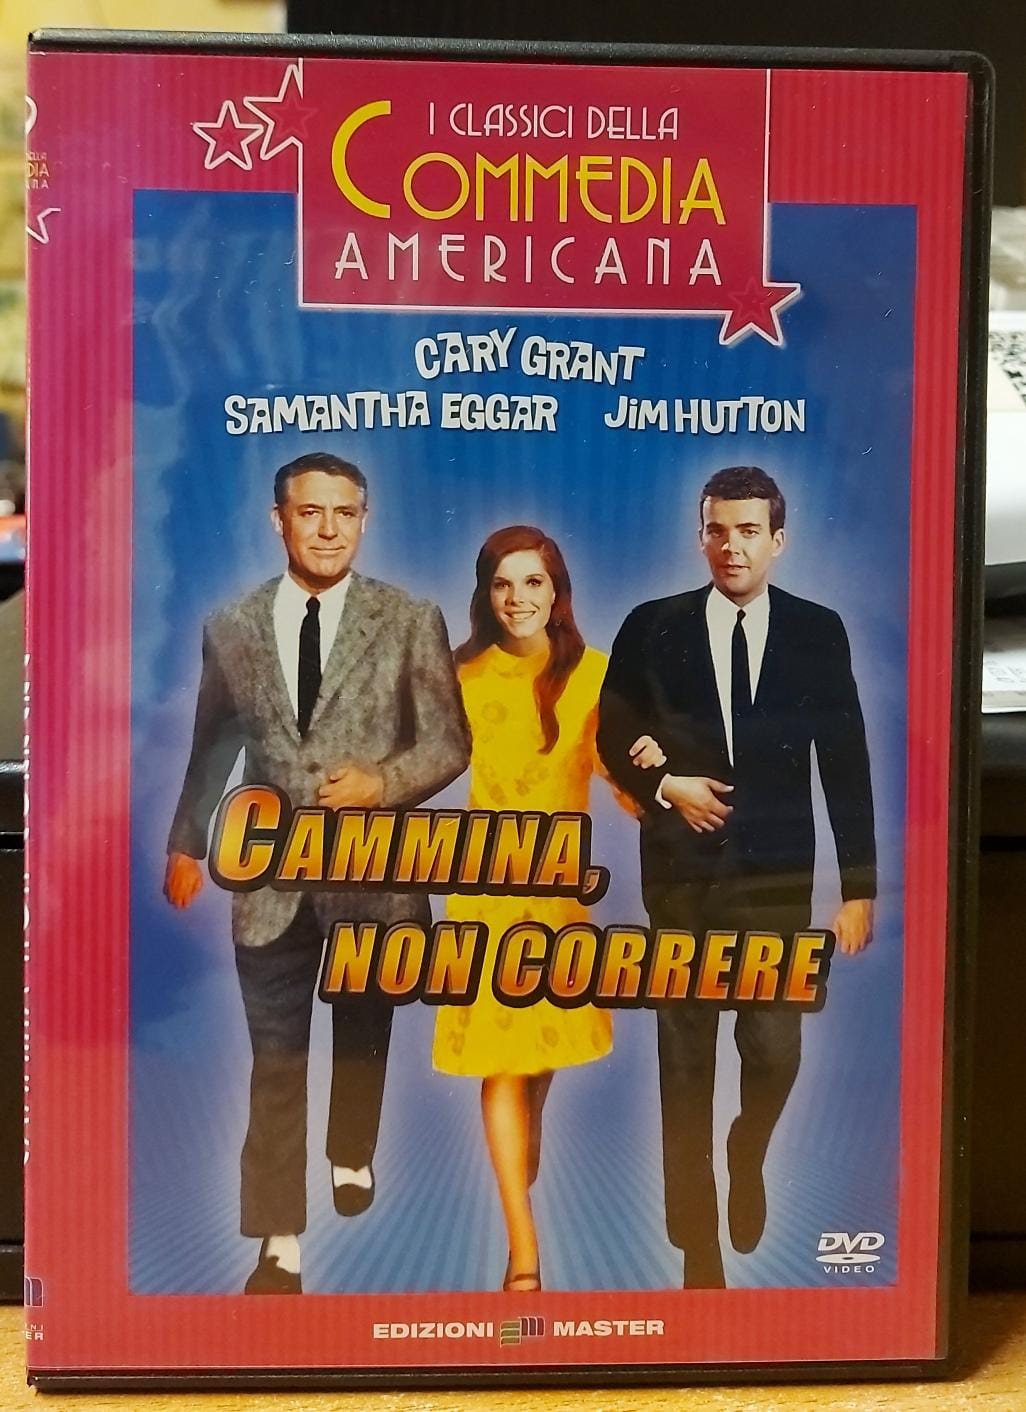 I CLASSICI DELLA
COMMEDIA
AMERICANA
CARY GRANT
SAMANTHA EGGAR JiM HUTTON
CAMMINA,
NON CORRERE
DVD
VIDEO
EDIZIONI MASTER